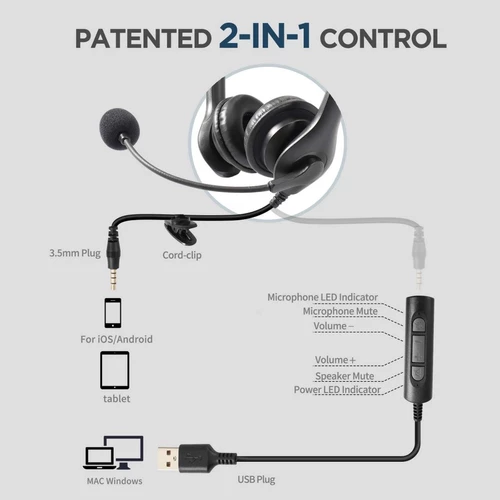 PATENTED 2-IN-1 CONTROL
3.5mm Plug
Cord-clip
For iOS/Android
tablet
Microphone LED Indicator
Microphone Mute
Volume −
Volume +
Speaker Mute
Power LED Indicator
MAC Windows
USB Plug